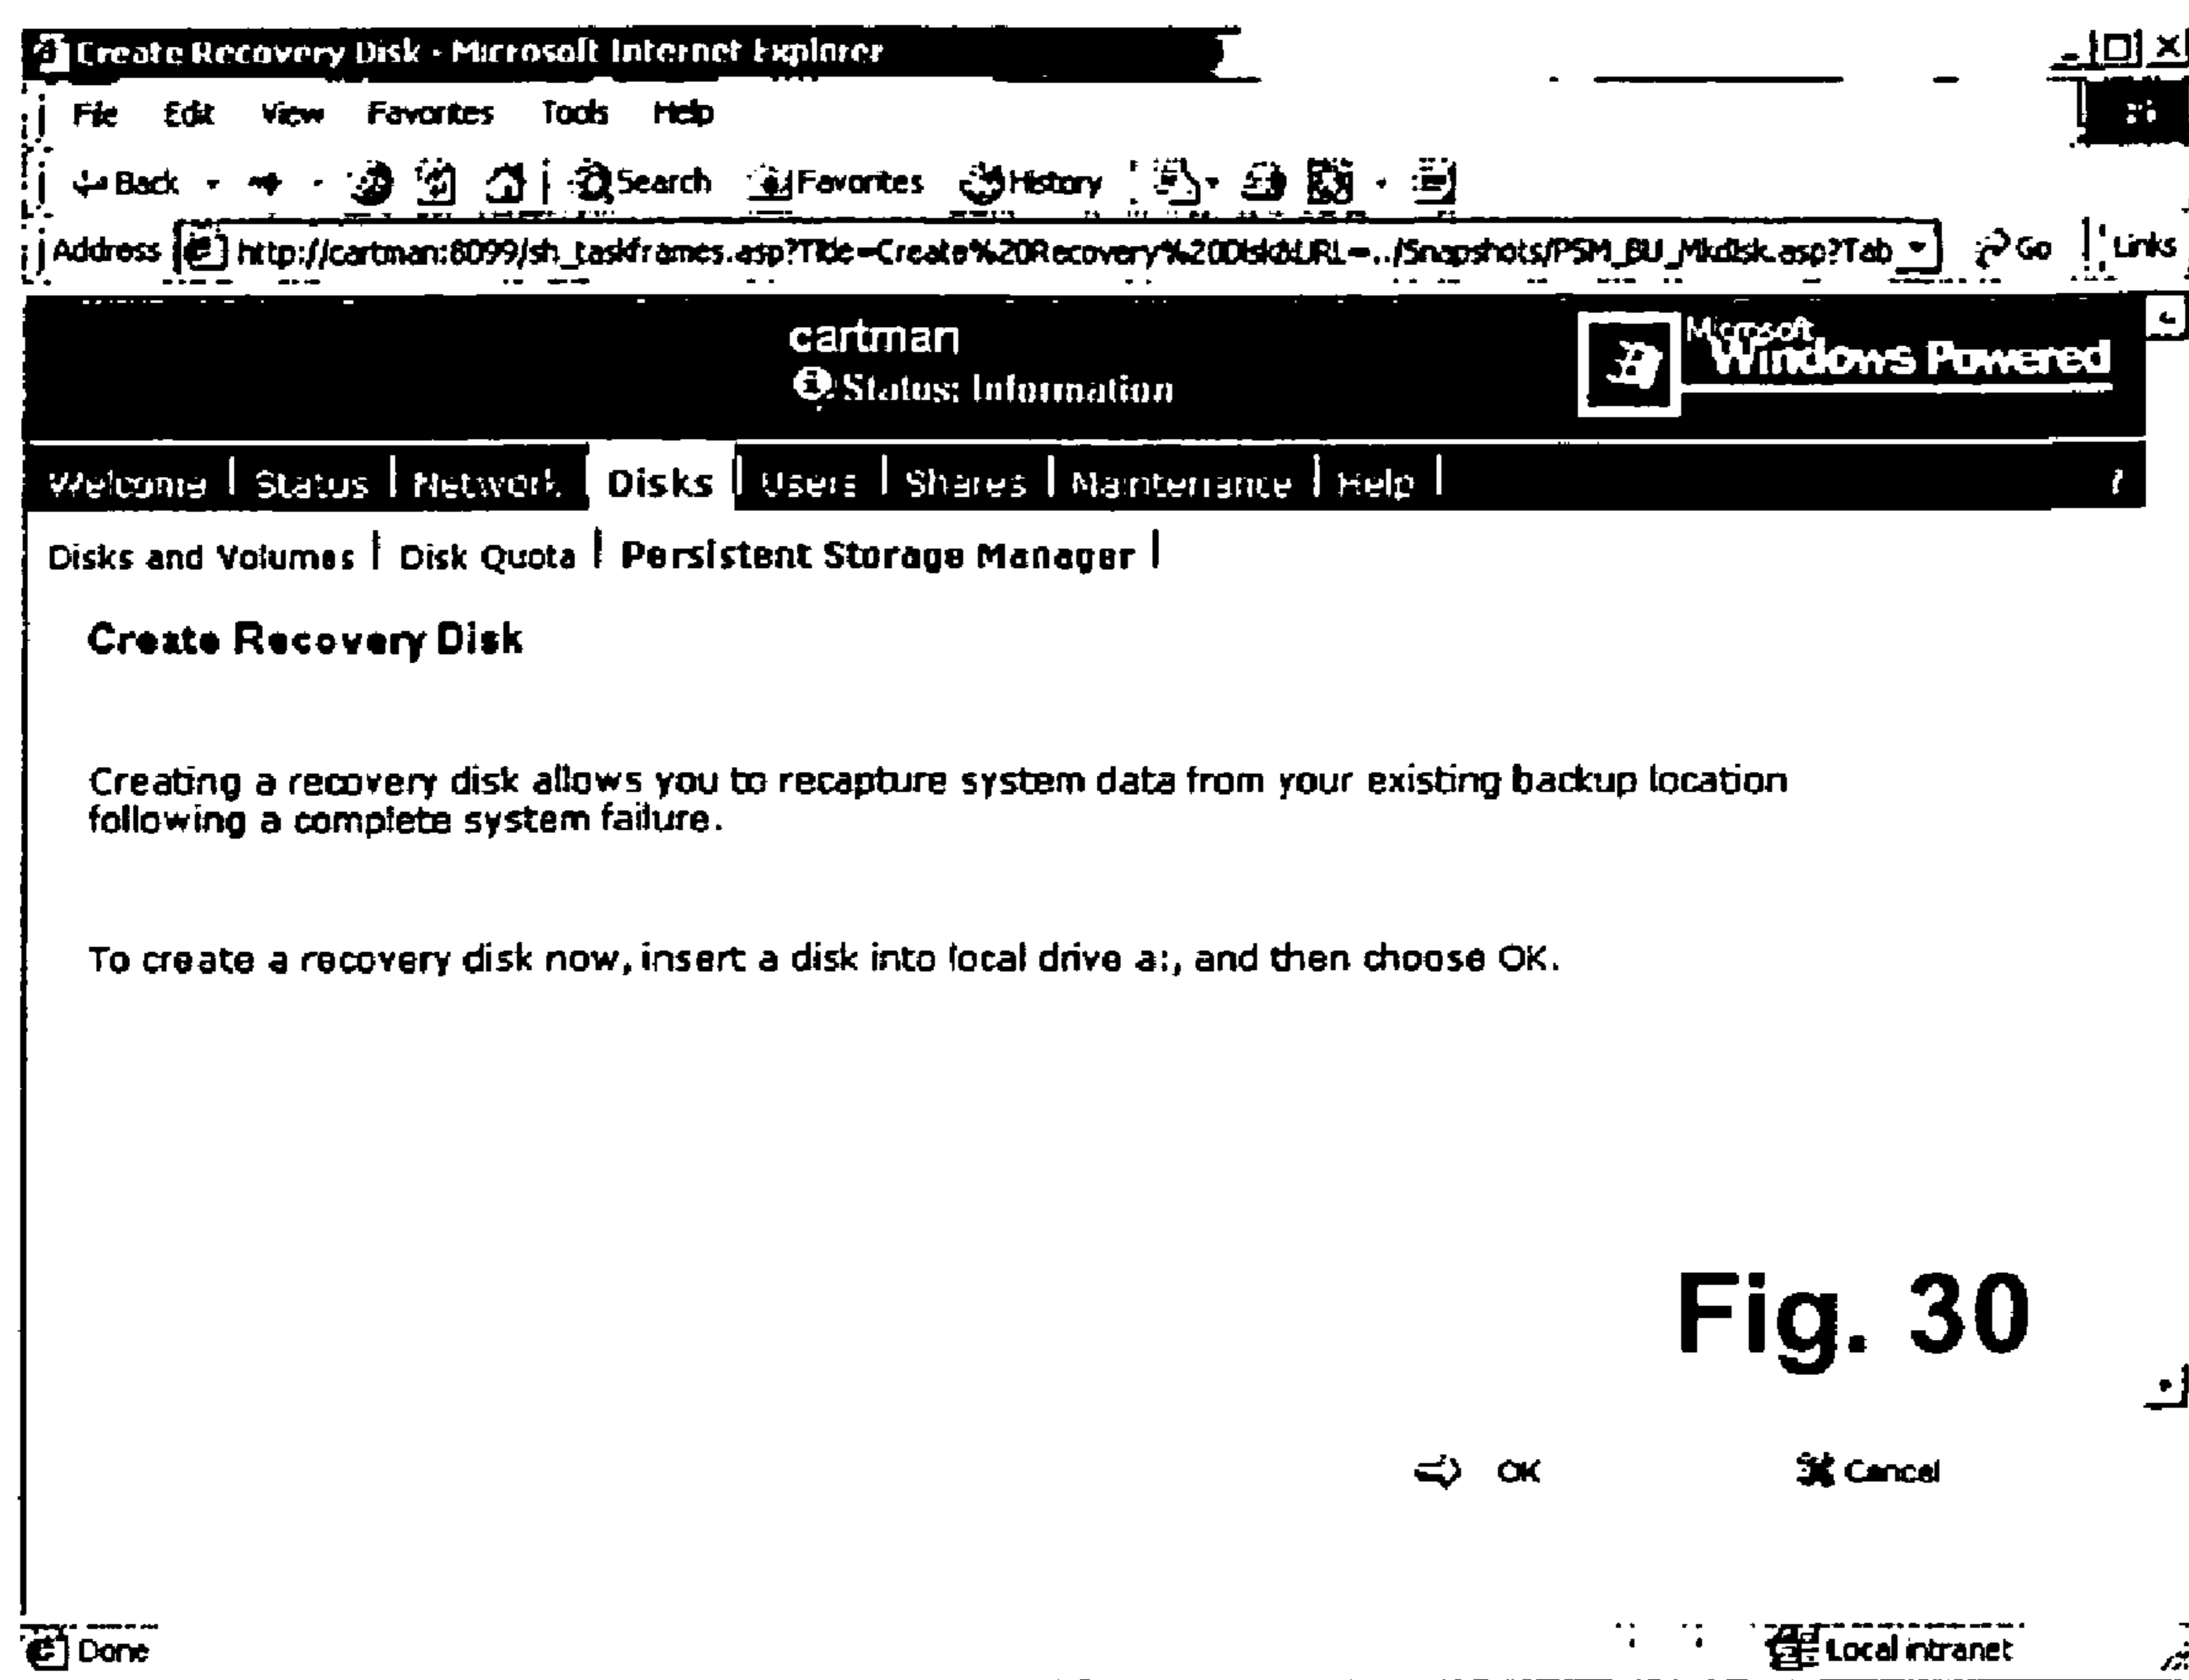 Create Recovery Disk - Microsoft Internet Explorer
File Edit View Favorites Tools Help
Back Search Favorites History
Address http://cartman:8099/sh_taskframes.asp?Title=Create%20Recovery%20Disk&URL=../Snapshots/PSM_BU_Mkdisk.asp?Tab Go Links
cartman
Status: Information
Microsoft
Windows Powered
Welcome | Status | Network | Disks | Users | Shares | Maintenance | Help | ?
Disks and Volumes | Disk Quota | Persistent Storage Manager |
Create Recovery Disk
Creating a recovery disk allows you to recapture system data from your existing backup location
following a complete system failure.
To create a recovery disk now, insert a disk into local drive a:, and then choose OK.
Fig. 30
OK Cancel
Done Local intranet